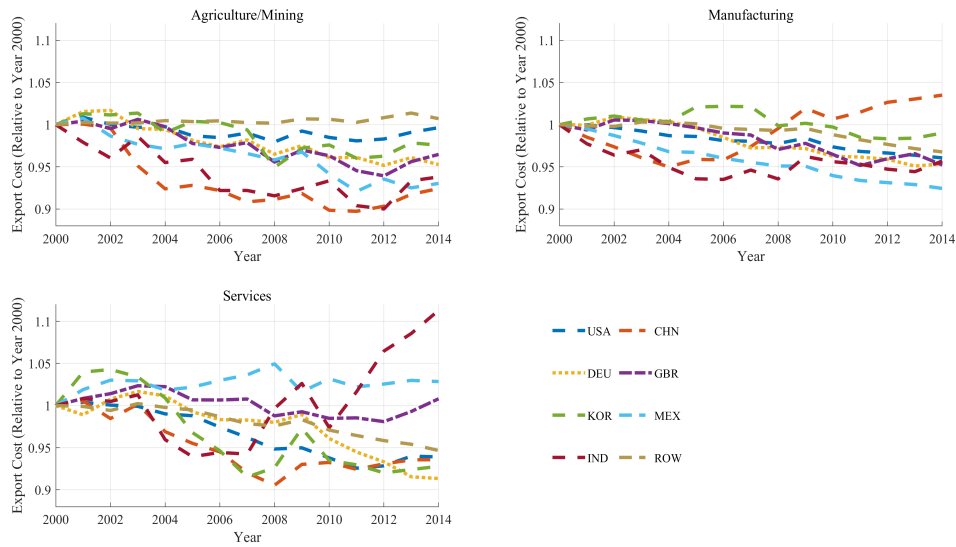 Agriculture/Mining
Export Cost (Relative to Year 2000)
1.1
1.05
1
0.95
0.9
2000 2002 2004 2006 2008 2010 2012 2014
Year
Manufacturing
Export Cost (Relative to Year 2000)
1.1
1.05
1
0.95
0.9
2000 2002 2004 2006 2008 2010 2012 2014
Year
Services
Export Cost (Relative to Year 2000)
1.1
1.05
1
0.95
0.9
2000 2002 2004 2006 2008 2010 2012 2014
Year
USA CHN
DEU GBR
KOR MEX
IND ROW